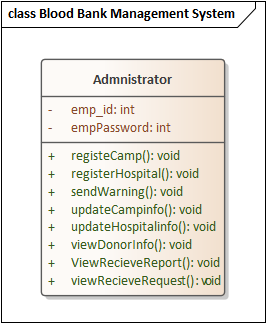 class Blood Bank Management System
Admnistrator
- emp_id: int
- empPassword: int
+ registeCamp(): void
+ registerHospital(): void
+ sendWarning(): void
+ updateCampinfo(): void
+ updateHospitalinfo(): void
+ viewDonorInfo(): void
+ ViewRecieveReport(): void
+ viewRecieveRequest(): void